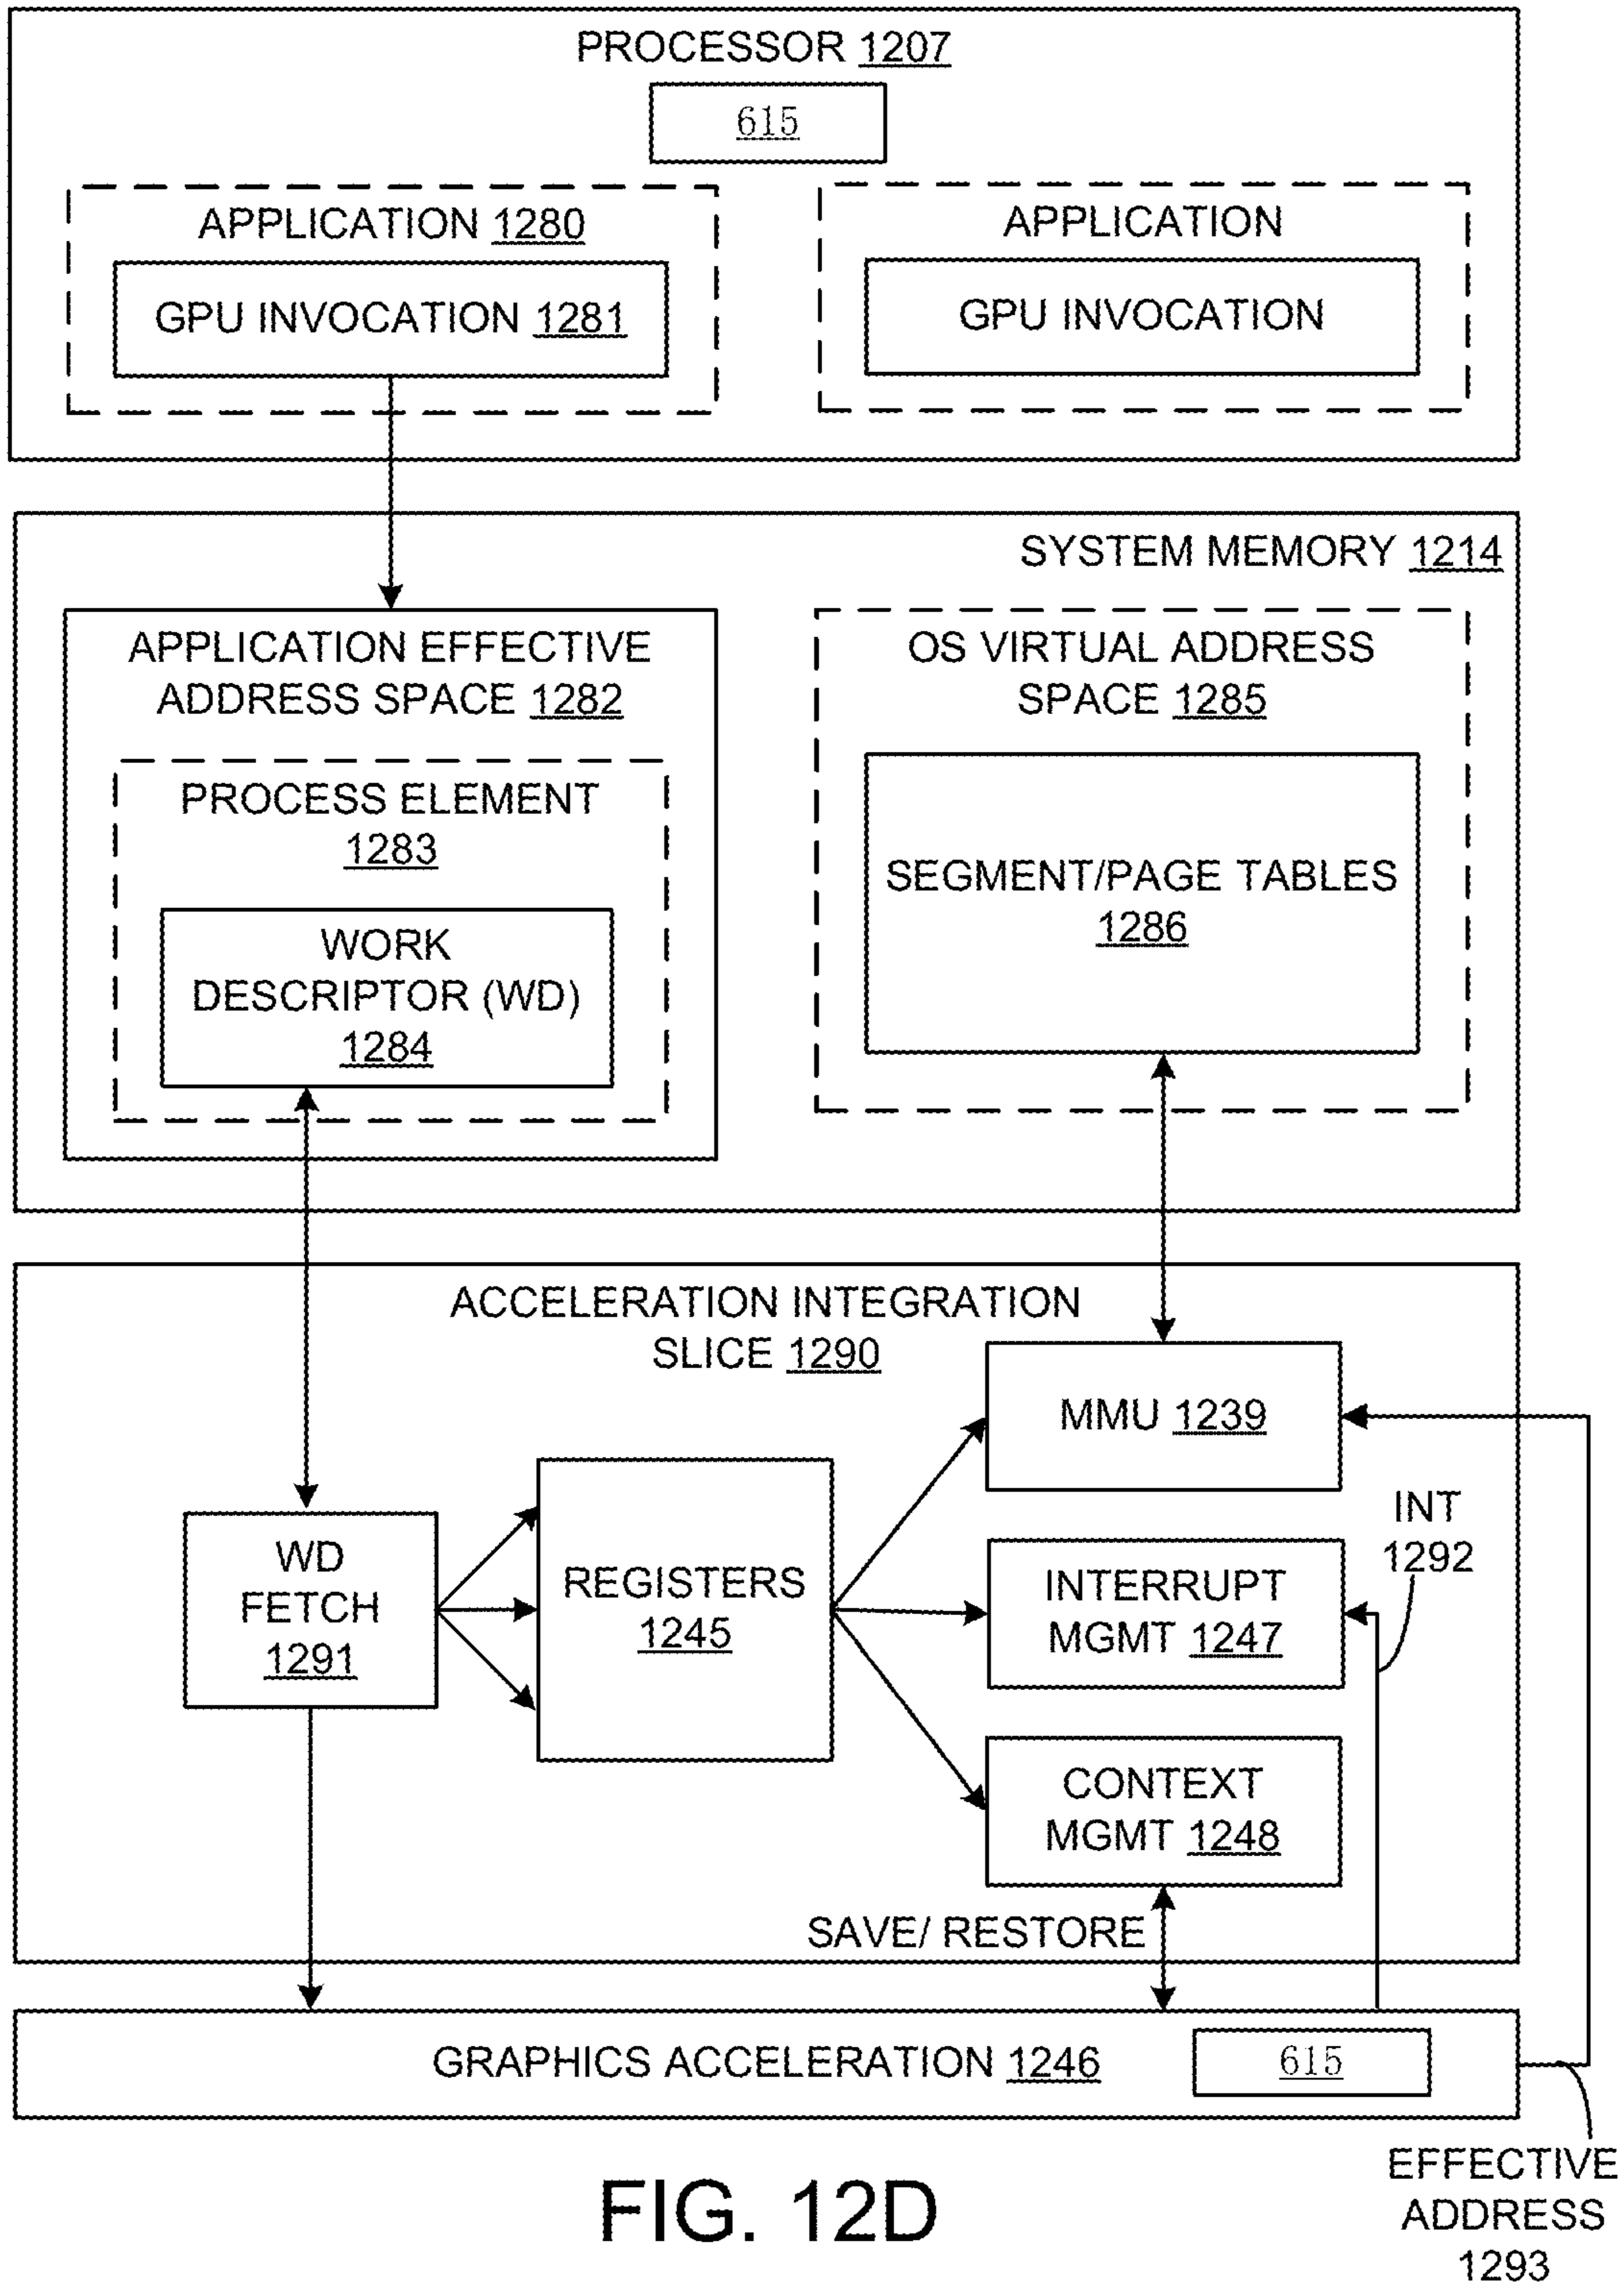 PROCESSOR 1207
615
APPLICATION 1280
GPU INVOCATION 1281
APPLICATION
GPU INVOCATION
SYSTEM MEMORY 1214
APPLICATION EFFECTIVE
ADDRESS SPACE 1282
PROCESS ELEMENT
1283
WORK
DESCRIPTOR (WD)
1284
OS VIRTUAL ADDRESS
SPACE 1285
SEGMENT/PAGE TABLES
1286
ACCELERATION INTEGRATION
SLICE 1290
WD
FETCH
1291
REGISTERS
1245
MMU 1239
INTERRUPT
MGMT 1247
CONTEXT
MGMT 1248
INT
1292
SAVE/ RESTORE
GRAPHICS ACCELERATION 1246
615
EFFECTIVE
ADDRESS
1293
FIG. 12D